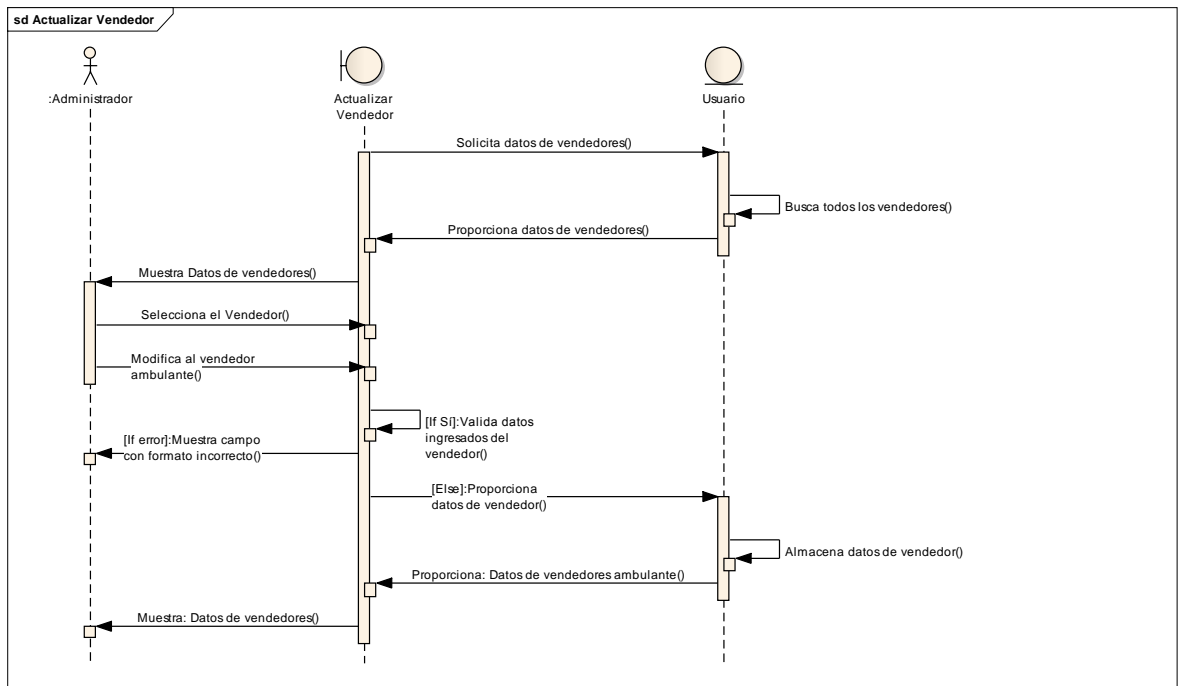 sd Actualizar Vendedor
:Administrador
Actualizar
Vendedor
Usuario
Solicita datos de vendedores()
Busca todos los vendedores()
Proporciona datos de vendedores()
Muestra Datos de vendedores()
Selecciona el Vendedor()
Modifica al vendedor
ambulante()
[If Sí]:Valida datos
ingresados del
vendedor()
[If error]:Muestra campo
con formato incorrecto()
[Else]:Proporciona
datos de vendedor()
Almacena datos de vendedor()
Proporciona: Datos de vendedores ambulante()
Muestra: Datos de vendedores()